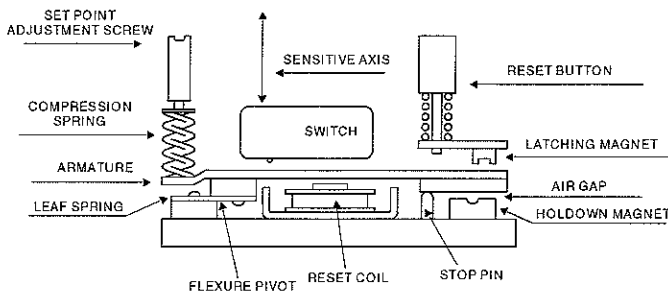 SET POINT
ADJUSTMENT SCREW
SENSITIVE AXIS
RESET BUTTON
COMPRESSION
SPRING
SWITCH
LATCHING MAGNET
ARMATURE
AIR GAP
LEAF SPRING
HOLDOWN MAGNET
FLEXURE PIVOT
RESET COIL
STOP PIN